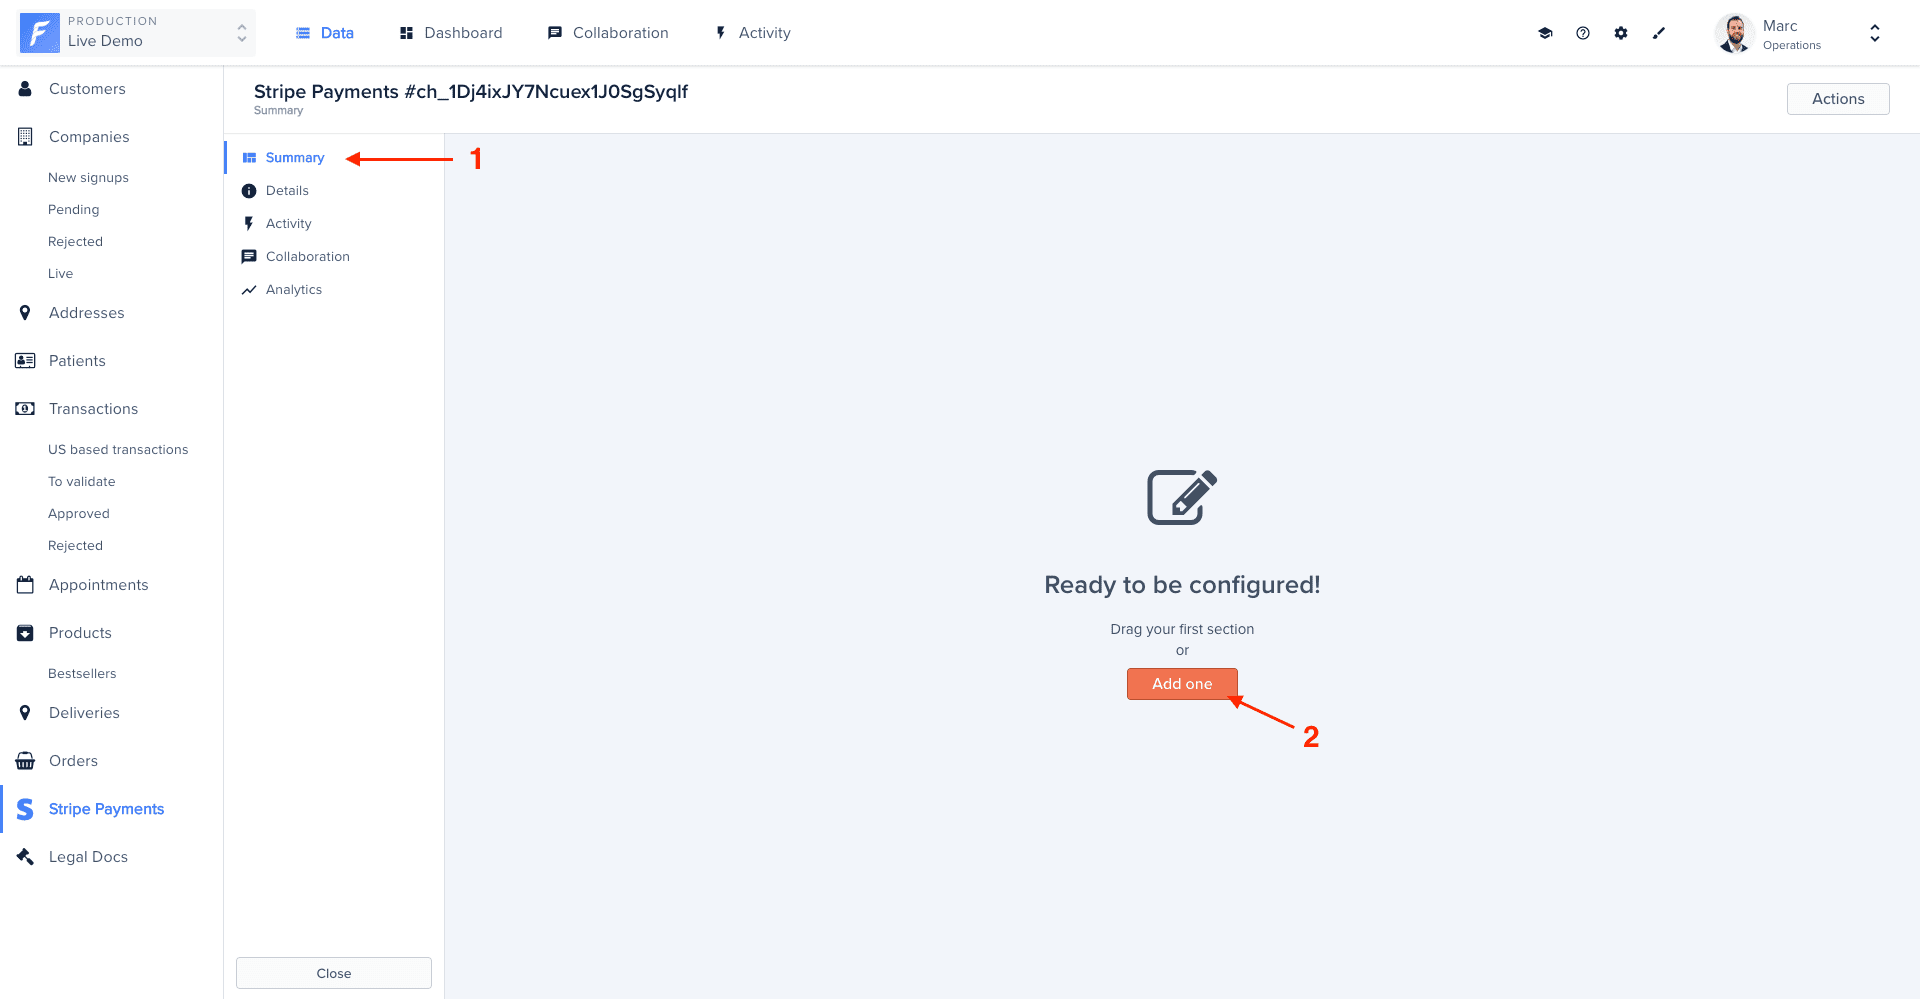 PRODUCTION
Live Demo
Data
Dashboard
Collaboration
Activity
Marc
Operations
Customers
Companies
New signups
Pending
Rejected
Live
Addresses
Patients
Transactions
US based transactions
To validate
Approved
Rejected
Appointments
Products
Bestsellers
Deliveries
Orders
Stripe Payments
Legal Docs
Stripe Payments #ch_1Dj4ixJY7Ncuex1J0SgSyqIf
Summary
Actions
Summary
1
Details
Activity
Collaboration
Analytics
Close
Ready to be configured!
Drag your first section
or
Add one
2